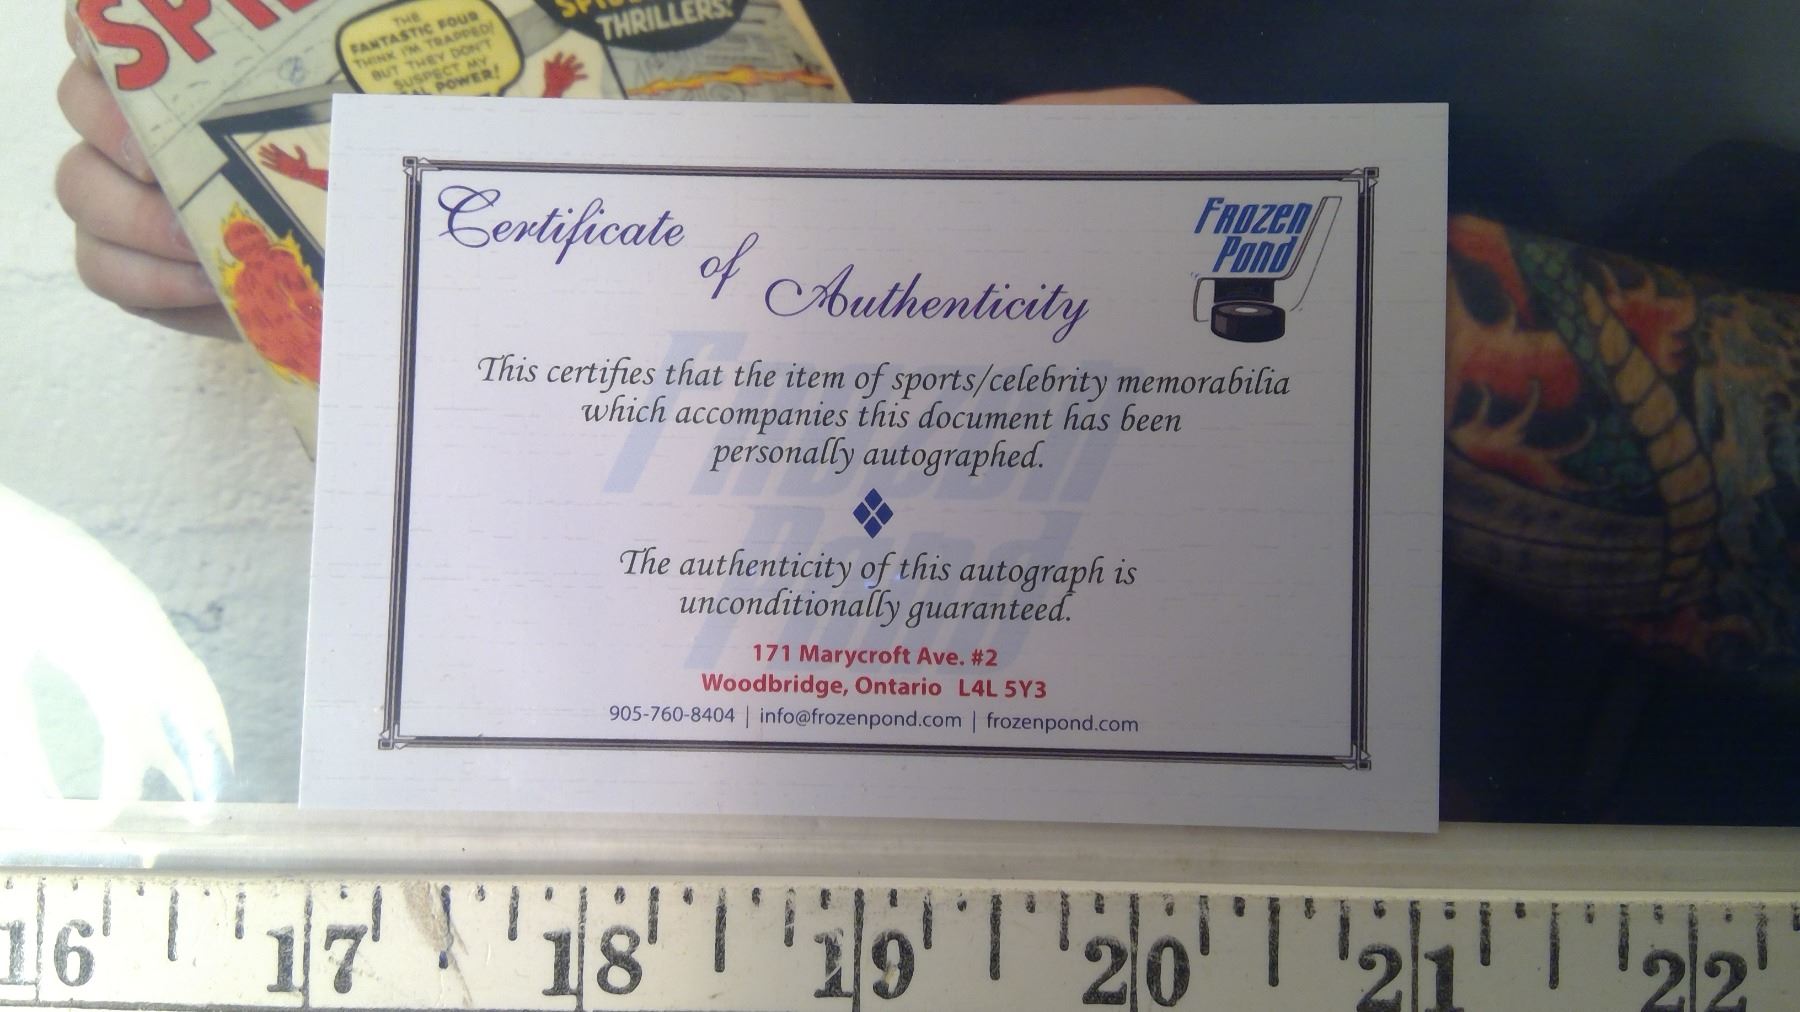 SPI
THE
FANTASTIC FOUR
THINK I'M TRAPPED!
BUT THEY DON'T
SUSPECT MY
POWER!
THRILLERS!
Certificate
of
Authenticity
Frozen
Pond
This certifies that the item of sports/celebrity memorabilia
which accompanies this document has been
personally autographed.
The authenticity of this autograph is
unconditionally guaranteed.
171 Marycroft Ave. #2
Woodbridge, Ontario L4L 5Y3
905-760-8404 | info@frozenpond.com | frozenpond.com
Frozen
Pond
16 17 18 19 20 21 22